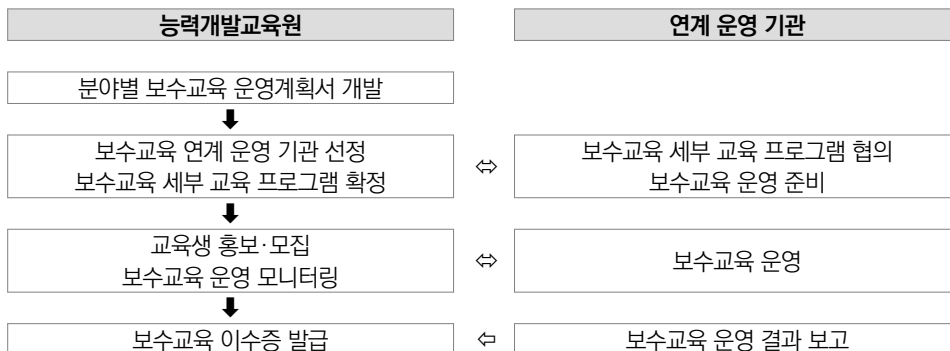 능력개발교육원
연계 운영 기관
분야별 보수교육 운영계획서 개발
보수교육 연계 운영 기관 선정
보수교육 세부 교육 프로그램 확정
보수교육 세부 교육 프로그램 협의
보수교육 운영 준비
교육생 홍보·모집
보수교육 운영 모니터링
보수교육 운영
보수교육 이수증 발급
보수교육 운영 결과 보고